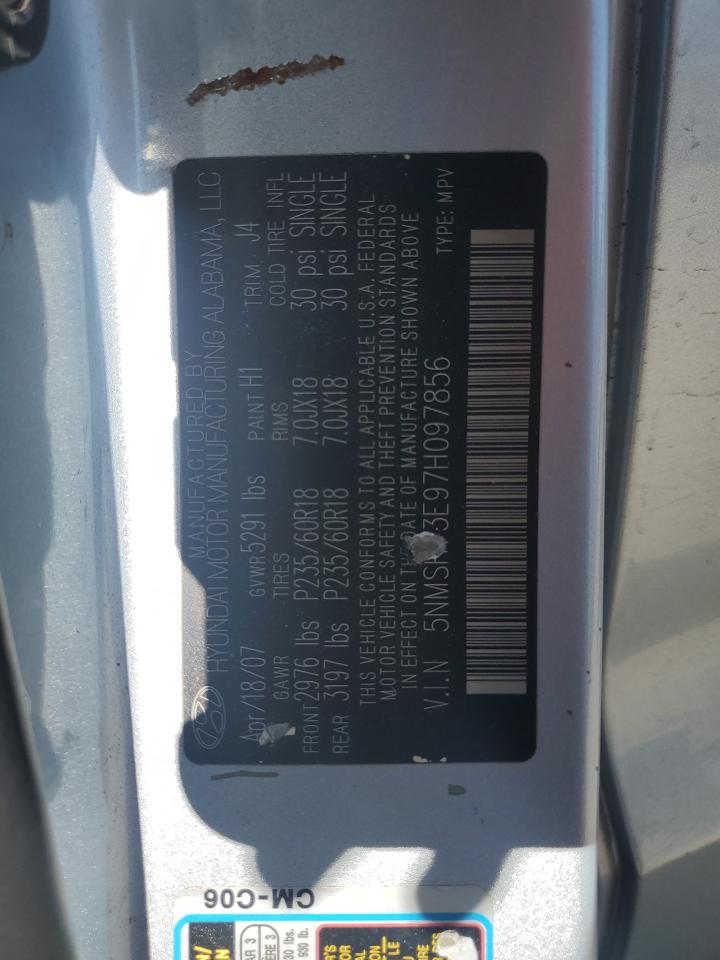 MANUFACTURED BY
HYUNDAI MOTOR MANUFACTURING ALABAMA, LLC
Apr/18/07 GVWR 5291 lbs PAINT H1 TRIM J4
GAWR TIRES RIMS COLD TIRE INFL
FRONT 2976 lbs P235/60R18 7.0JX18 30 psi SINGLE
REAR 3197 lbs P235/60R18 7.0JX18 30 psi SINGLE
THIS VEHICLE CONFORMS TO ALL APPLICABLE U.S.A. FEDERAL
MOTOR VEHICLE SAFETY AND THEFT PREVENTION STANDARDS
IN EFFECT ON THE DATE OF MANUFACTURE SHOWN ABOVE
V.I.N 5NMS 3E97H097856
TYPE: MPV
CM-C06